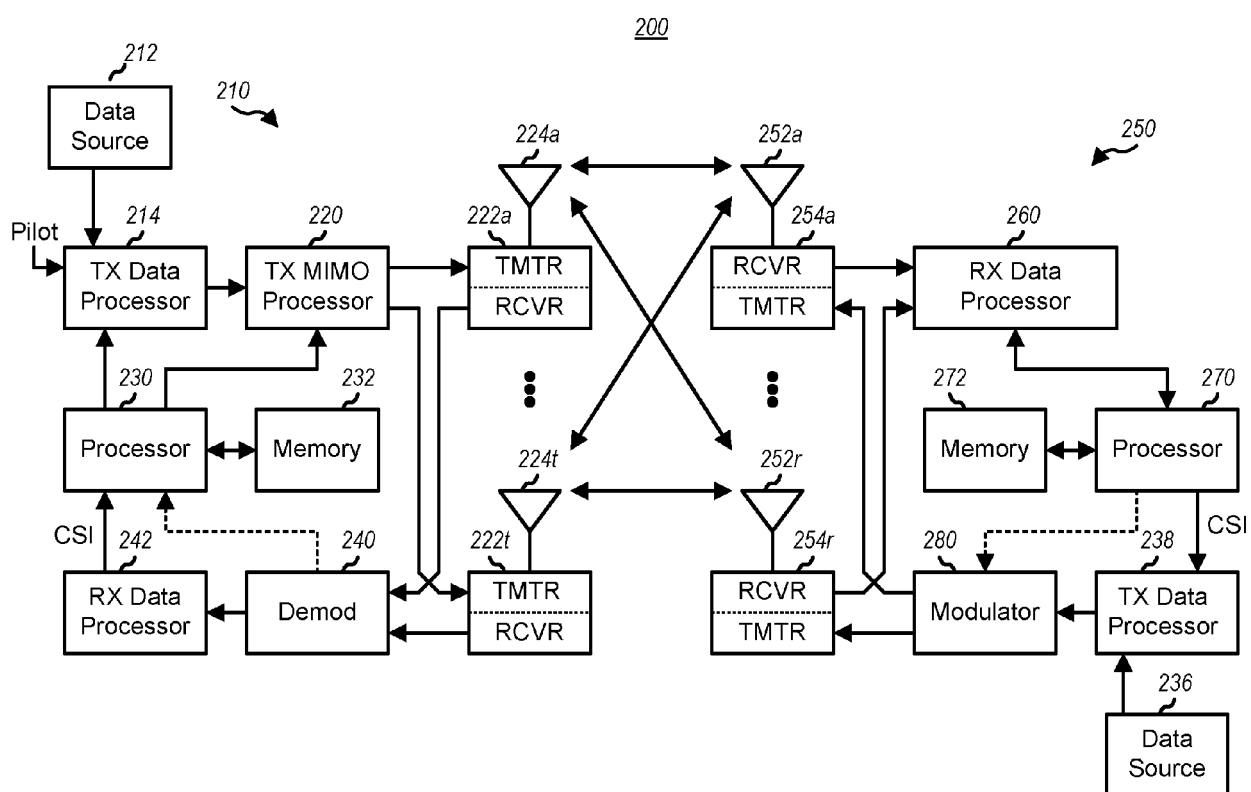 200
212
Data
Source
210
224a
252a
250
Pilot
214
220
222a
254a
260
TX Data
Processor
TX MIMO
Processor
TMTR
RCVR
RCVR
TMTR
RX Data
Processor
230
232
272
270
Processor
Memory
Memory
Processor
224t
252r
CSI
CSI
242
240
222t
254r
280
238
RX Data
Processor
Demod
TMTR
RCVR
RCVR
TMTR
Modulator
TX Data
Processor
236
Data
Source